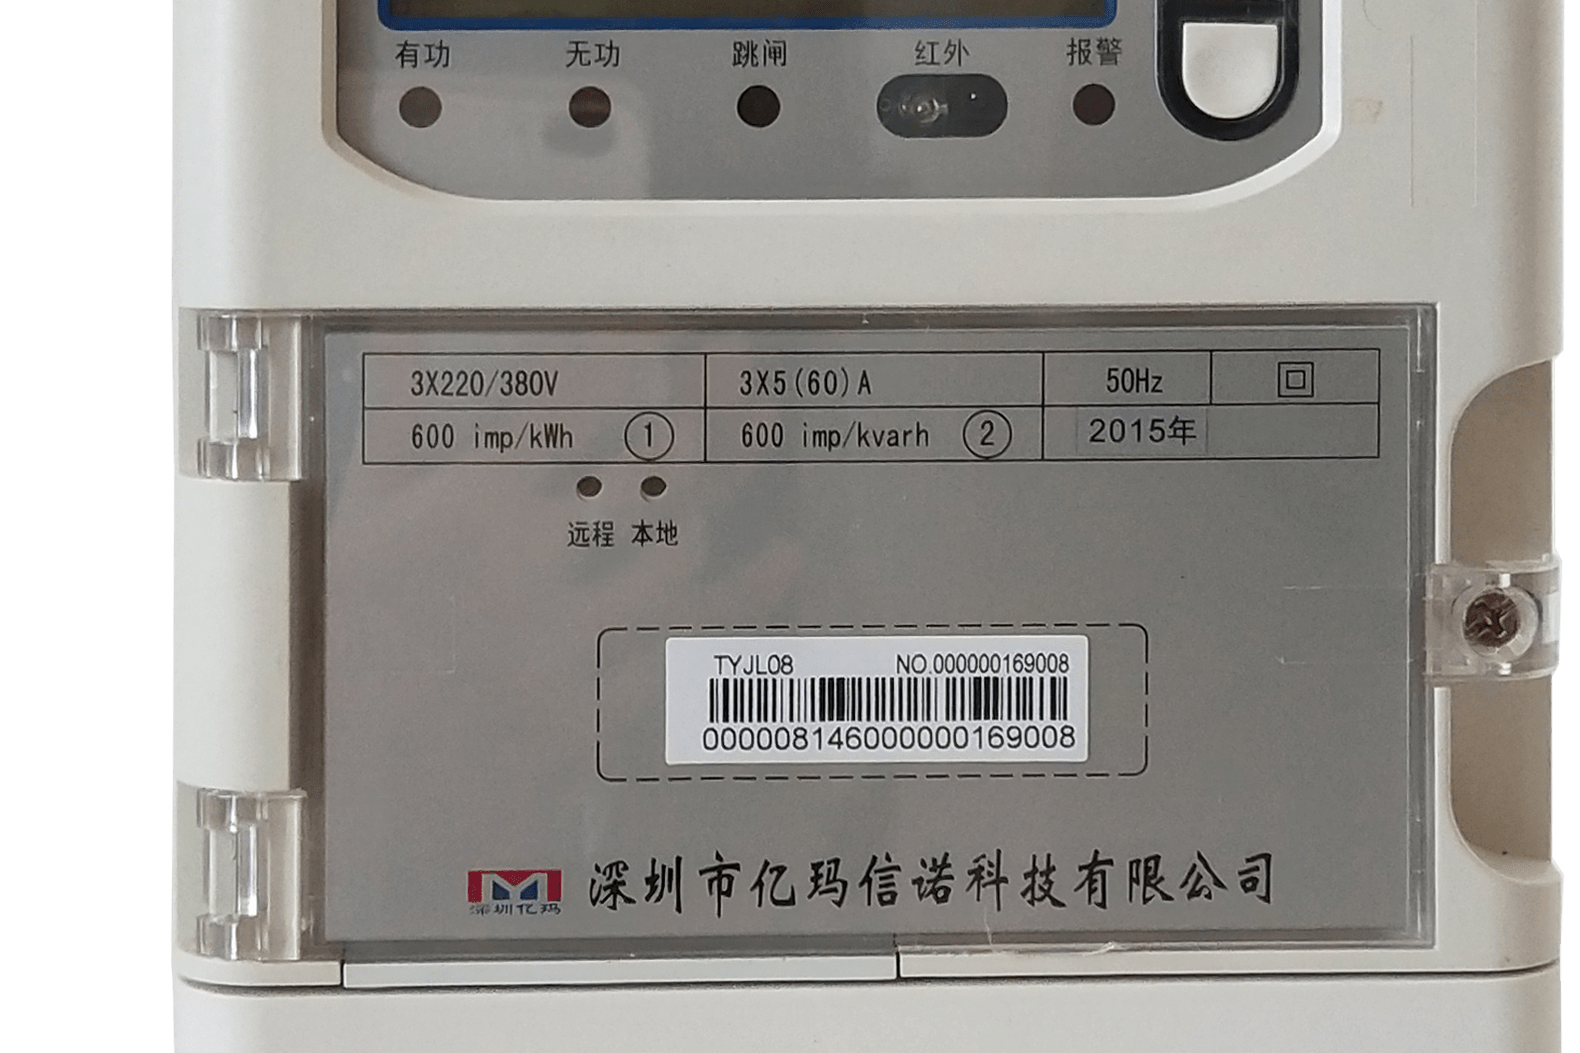 有功 无功 跳闸 红外 报警
3X220/380V 3X5(60)A 50Hz
600 imp/kWh ① 600 imp/kvarh ② 2015年
远程 本地
TYJL08 NO.000000169008
0000081460000000169008
深圳亿玛 深圳市亿玛信诺科技有限公司